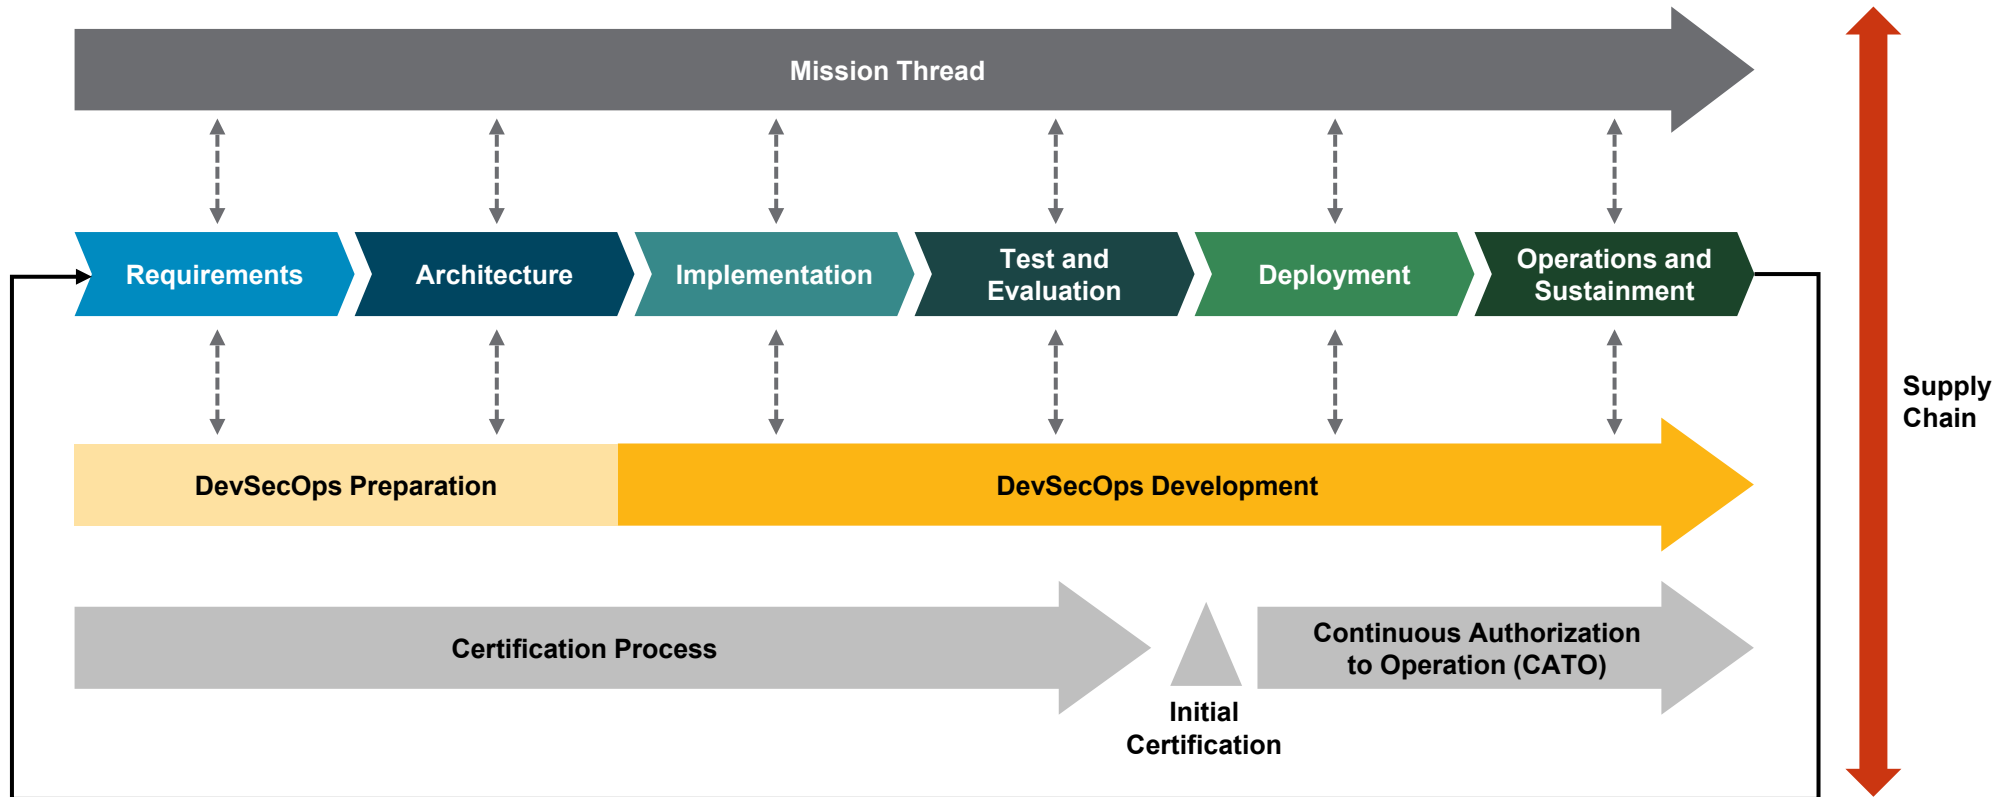 Mission Thread
Requirements
Architecture
Implementation
Test and
Evaluation
Deployment
Operations and
Sustainment
Supply
Chain
DevSecOps Preparation
DevSecOps Development
Certification Process
Initial
Certification
Continuous Authorization
to Operation (CATO)